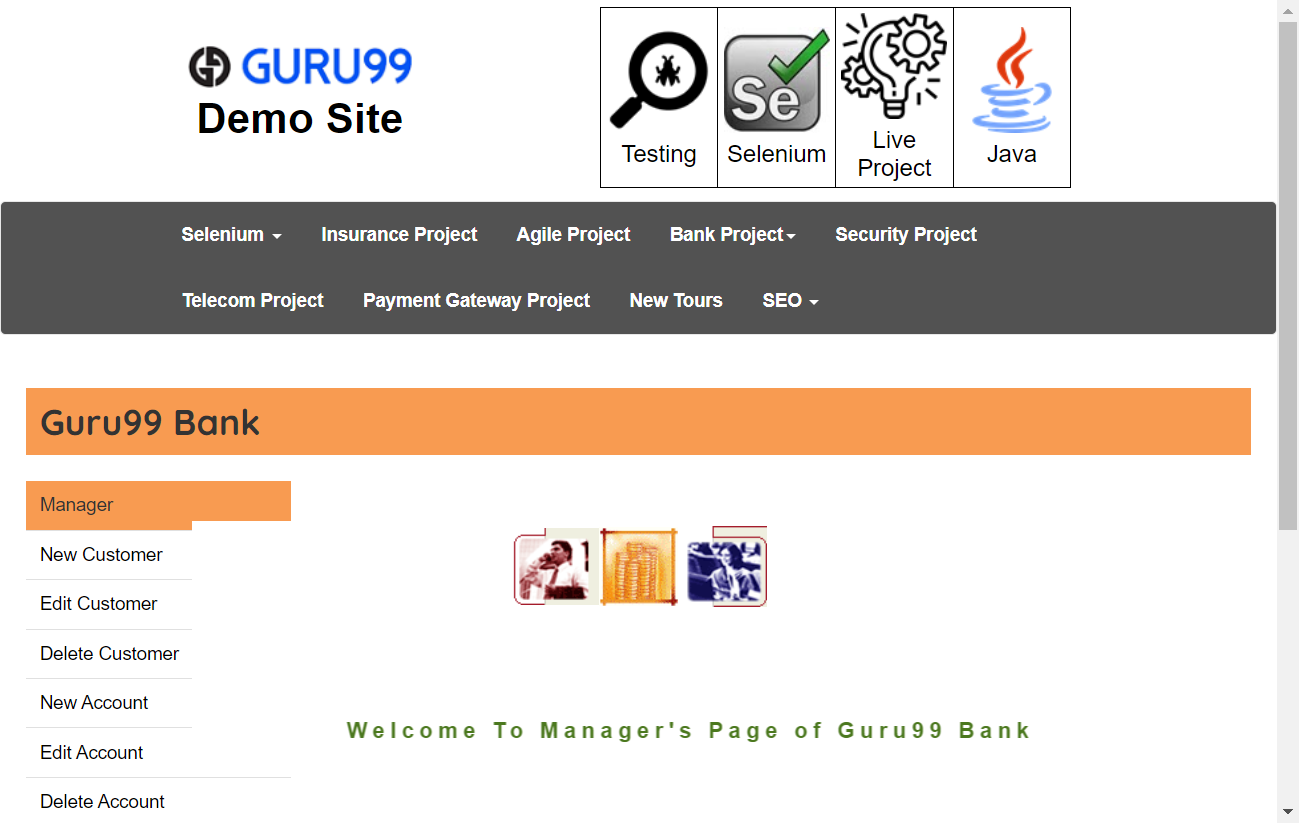 GURU99
Demo Site
Testing
Se
Selenium
Live
Project
Java
Selenium
Insurance Project
Agile Project
Bank Project
Security Project
Telecom Project
Payment Gateway Project
New Tours
SEO
Guru99 Bank
Manager
New Customer
Edit Customer
Delete Customer
New Account
Edit Account
Delete Account
Welcome To Manager's Page of Guru99 Bank